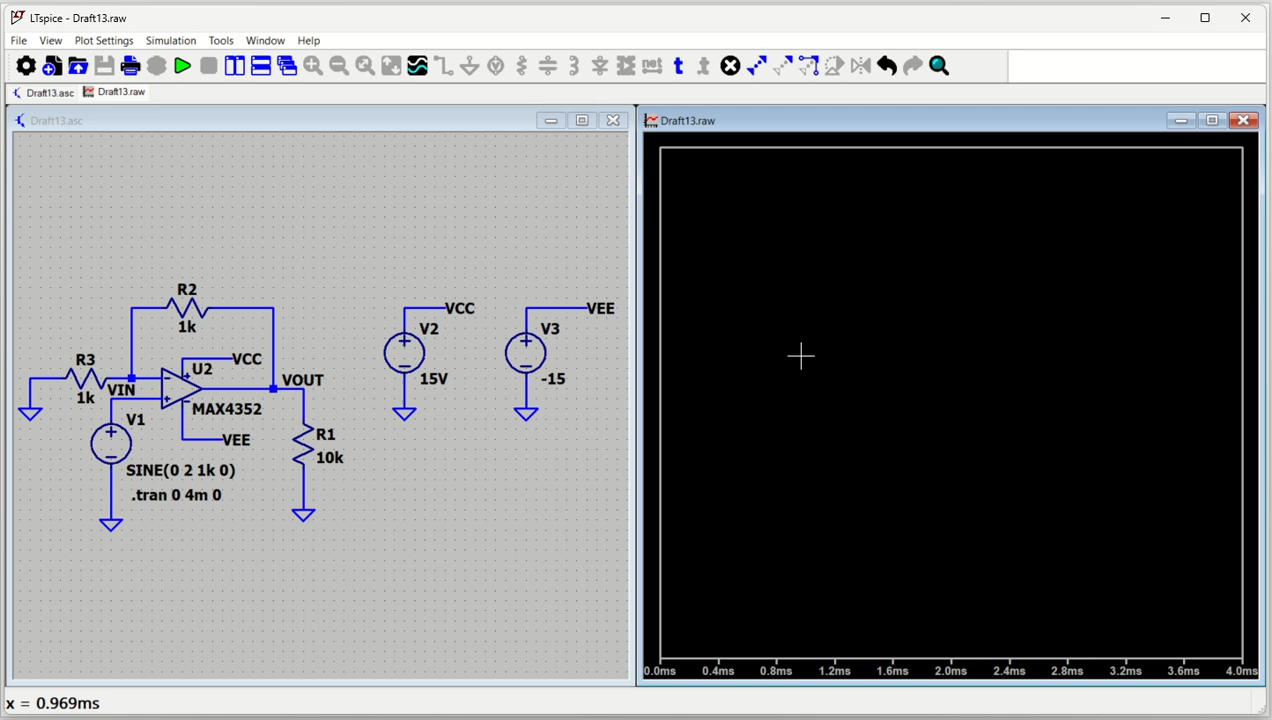 LTspice - Draft13.raw
File View Plot Settings Simulation Tools Window Help
net t t
Draft13.asc Draft13.raw
Draft13.asc
Draft13.raw
R2
1k
VCC
V2
15V
VEE
V3
-15
R3
1k
VIN
VCC
U2
MAX4352
VEE
VOUT
V1
SINE(0 2 1k 0)
.tran 0 4m 0
R1
10k
0.0ms 0.4ms 0.8ms 1.2ms 1.6ms 2.0ms 2.4ms 2.8ms 3.2ms 3.6ms 4.0ms
x = 0.969ms